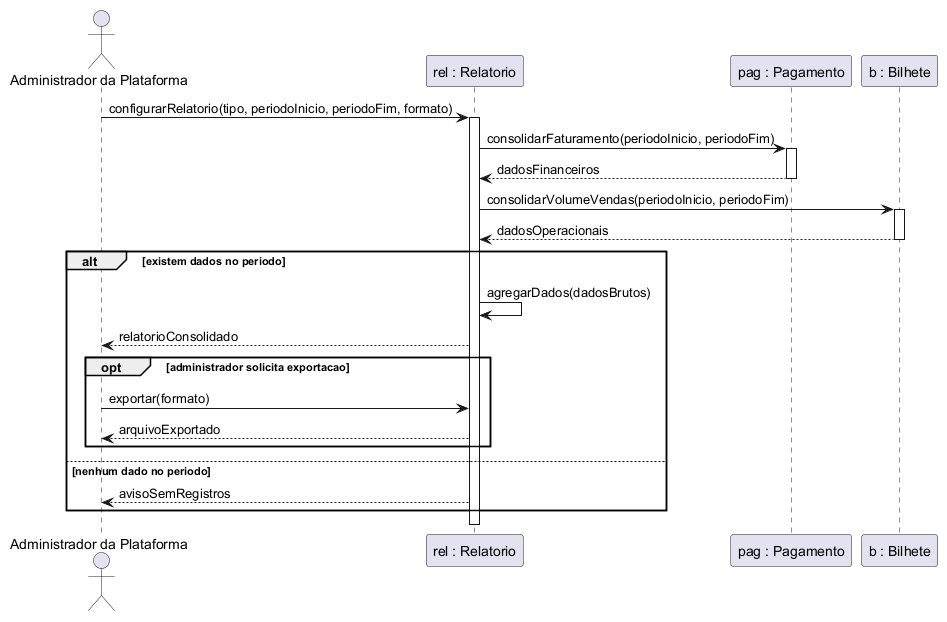 Administrador da Plataforma
rel : Relatorio
pag : Pagamento
b : Bilhete
configurarRelatorio(tipo, periodoInicio, periodoFim, formato)
consolidarFaturamento(periodoInicio, periodoFim)
dadosFinanceiros
consolidarVolumeVendas(periodoInicio, periodoFim)
dadosOperacionais
alt
[existem dados no periodo]
agregarDados(dadosBrutos)
relatorioConsolidado
opt
[administrador solicita exportacao]
exportar(formato)
arquivoExportado
[nenhum dado no periodo]
avisoSemRegistros
Administrador da Plataforma
rel : Relatorio
pag : Pagamento
b : Bilhete